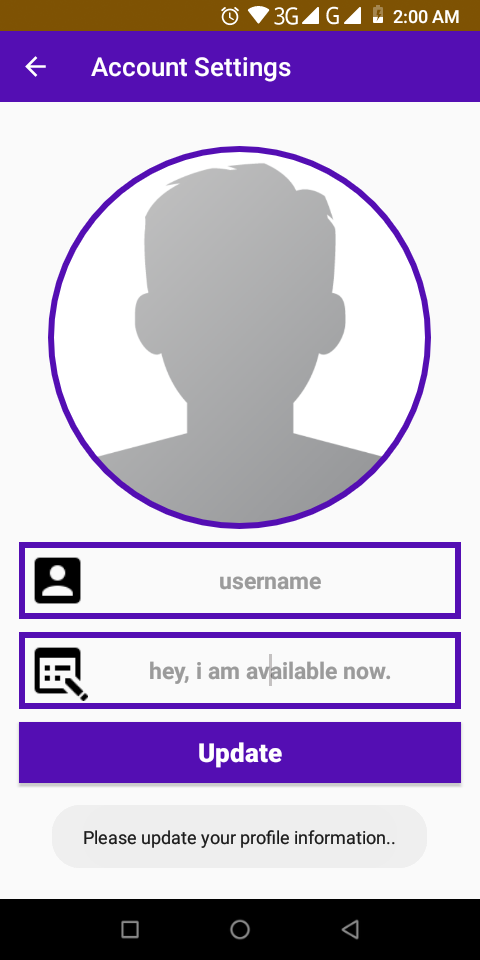 3G G 2:00 AM
Account Settings
username
hey, i am available now.
Update
Please update your profile information..